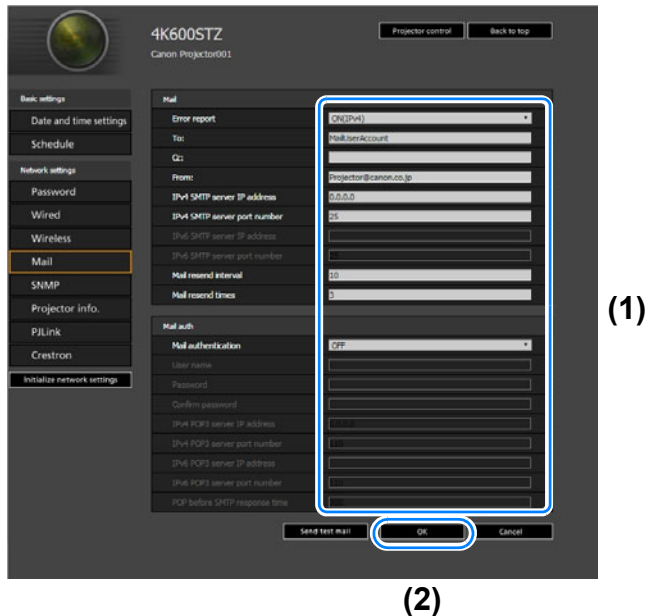 4K600STZ
Projector control
Back to top
Canon Projector001
Basic settings
Date and time settings
Schedule
Network settings
Password
Wired
Wireless
Mail
SNMP
Projector info.
PJLink
Crestron
Initialize network settings
Mail
Error report ON(IPv4)
To: MailUserAccount
Cc:
From: Projector@canon.co.jp
IPv4 SMTP server IP address 0.0.0.0
IPv4 SMTP server port number 25
IPv6 SMTP server IP address
IPv6 SMTP server port number
Mail resend interval 10
Mail resend times 3
Mail auth
Mail authentication OFF
User name
Password
Confirm password
IPv4 POP3 server IP address 0.0.0.0
IPv4 POP3 server port number 110
IPv6 POP3 server IP address
IPv6 POP3 server port number 110
POP before SMTP response time
Send test mail
OK
Cancel
(1)
(2)